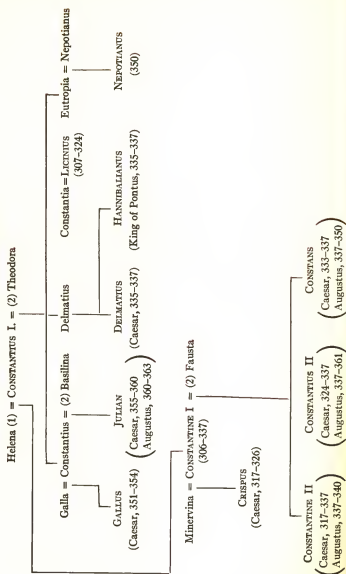 Helena (1) = CONSTANTIUS I. = (2) Theodora
Galla = Constantius = (2) Basilina
Delmatius
Constantia = LICINIUS
(307-324)
Eutropia = Nepotianus
GALLUS
(Caesar, 351-354)
JULIAN
(Caesar, 355-360
Augustus, 360-363)
DELMATIUS
(Caesar, 335-337)
HANNIBALIANUS
(King of Pontus, 335-337)
NEPOTIANUS
(350)
Minervina = CONSTANTINE I = (2) Fausta
(306-337)
CRISPUS
(Caesar, 317-326)
CONSTANTINE II
(Caesar, 317-337
Augustus, 337-340)
CONSTANTIUS II
(Caesar, 324-337
Augustus, 337-361)
CONSTANS
(Caesar, 333-337
Augustus, 337-350)